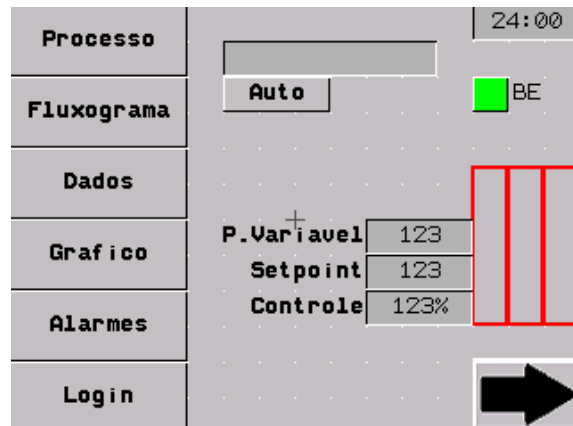 Processo
Fluxograma
Dados
Grafico
Alarmes
Login
24:00
Auto
BE
P.Variavel 123
Setpoint 123
Controle 123%